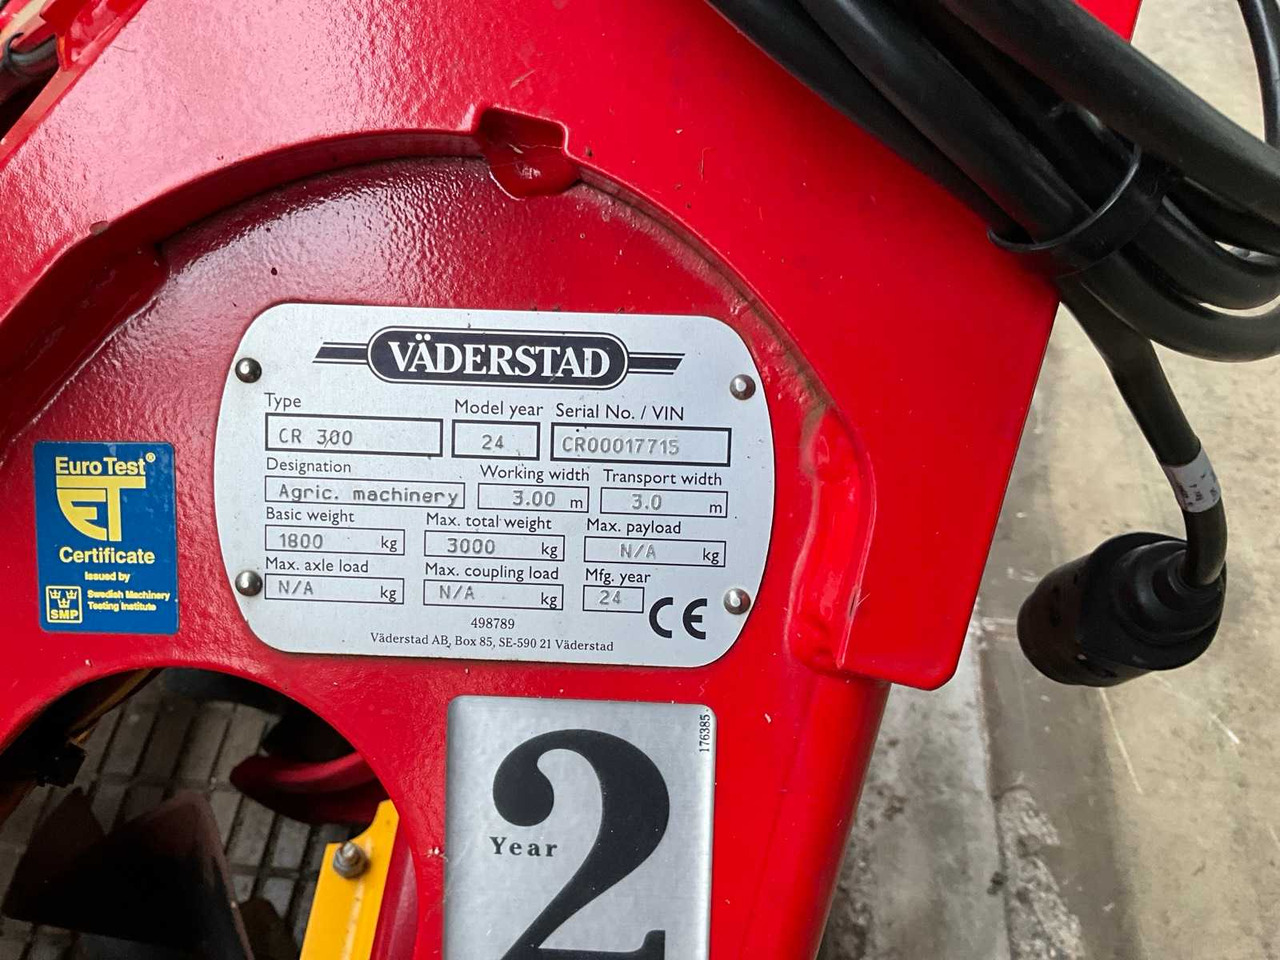 VÄDERSTAD
Type Model year Serial No. / VIN
CR 300 24 CR00017715
Designation Working width Transport width
Agric. machinery 3.00 m 3.0 m
Basic weight Max. total weight Max. payload
1800 kg 3000 kg N/A kg
Max. axle load Max. coupling load Mfg. year
N/A kg N/A kg 24 CE
498789
Väderstad AB, Box 85, SE-590 21 Väderstad
Euro Test®
ET
Certificate
Issued by
SMP Swedish Machinery
Testing Institute
176385
2
Year